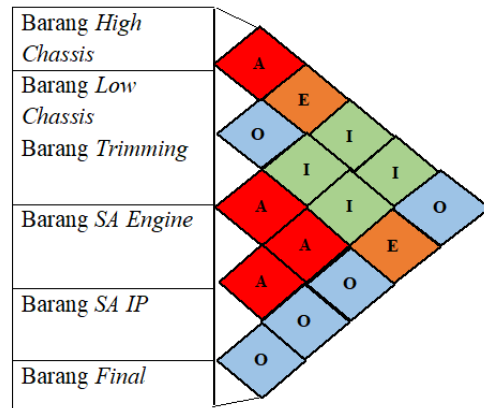 Barang High
Chassis
Barang Low
Chassis
Barang Trimming
Barang SA Engine
Barang SA IP
Barang Final
A
E
O
I
I
I
A
I
O
A
E
A
O
O
O